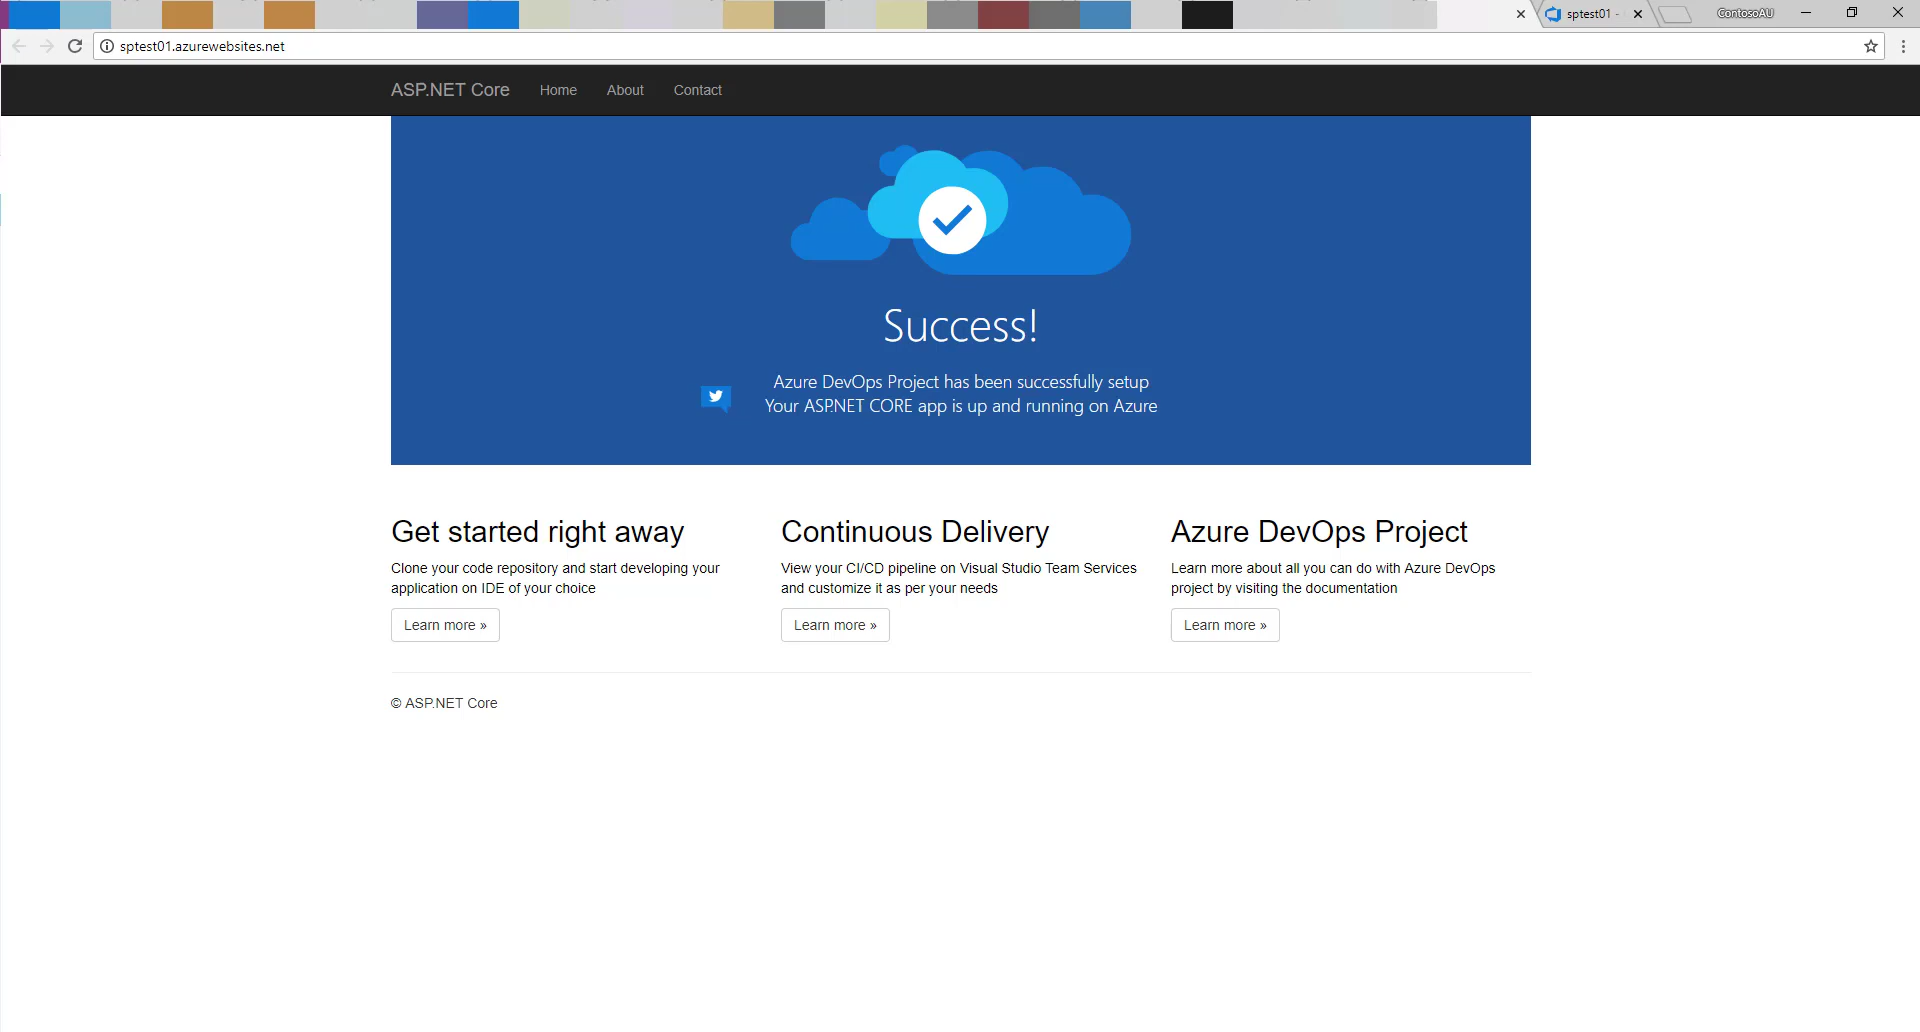 sptest01 -
ContosoAU
sptest01.azurewebsites.net
ASP.NET Core Home About Contact
Success!
Azure DevOps Project has been successfully setup
Your ASP.NET CORE app is up and running on Azure
Get started right away
Clone your code repository and start developing your
application on IDE of your choice
Learn more »
Continuous Delivery
View your CI/CD pipeline on Visual Studio Team Services
and customize it as per your needs
Learn more »
Azure DevOps Project
Learn more about all you can do with Azure DevOps
project by visiting the documentation
Learn more »
© ASP.NET Core